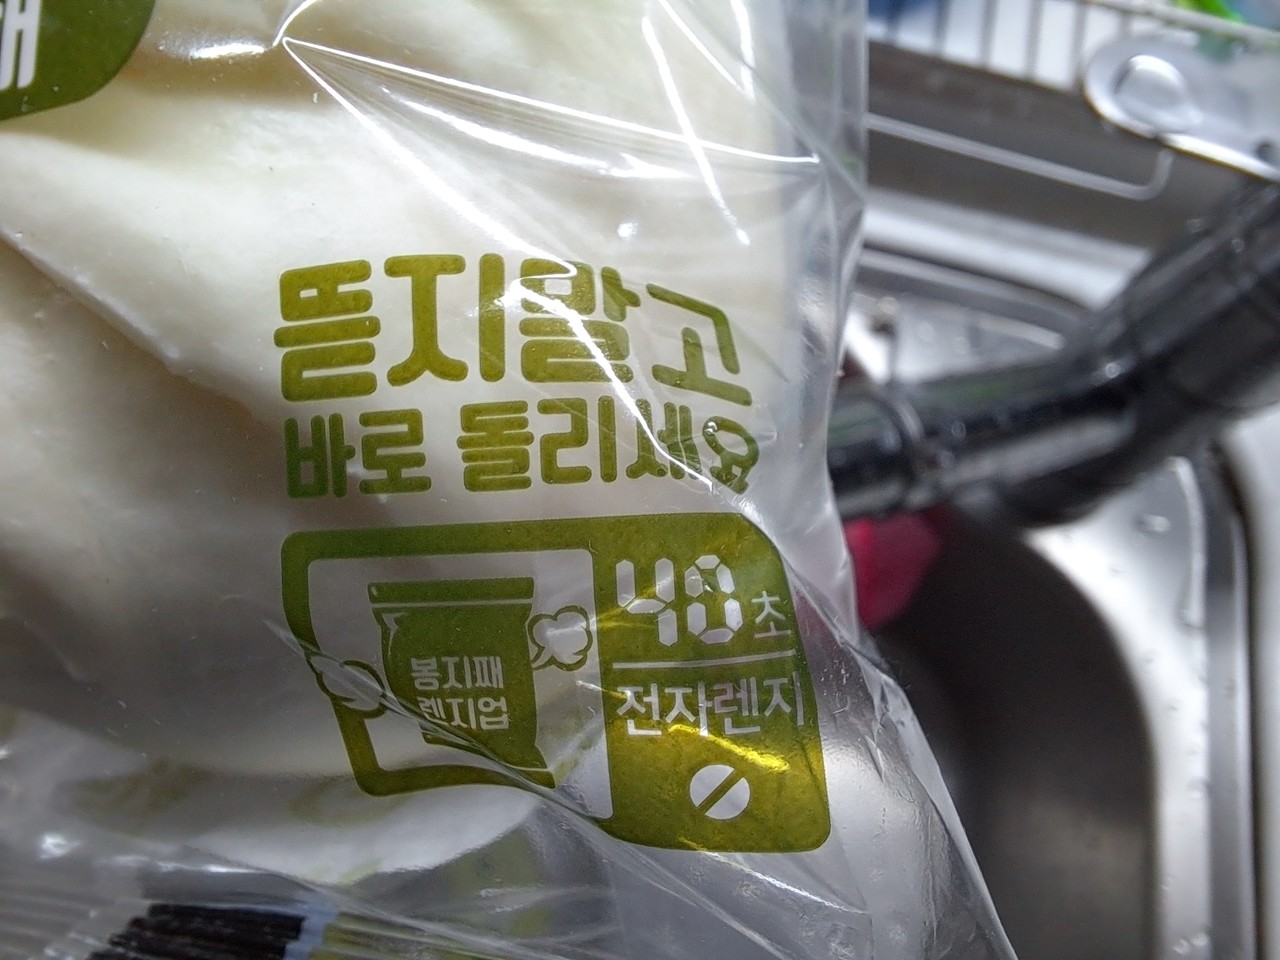 뜯지말고
바로 돌리세요
봉지째
렌지업
40초
전자렌지